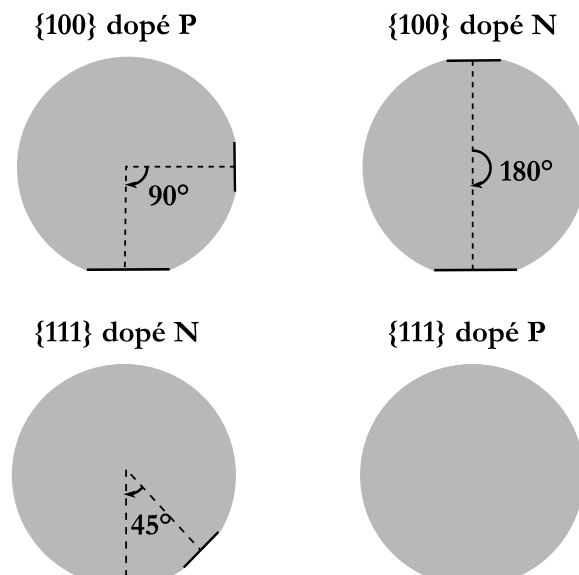 {100} dopé P
{100} dopé N
90°
180°
{111} dopé N
{111} dopé P
45°